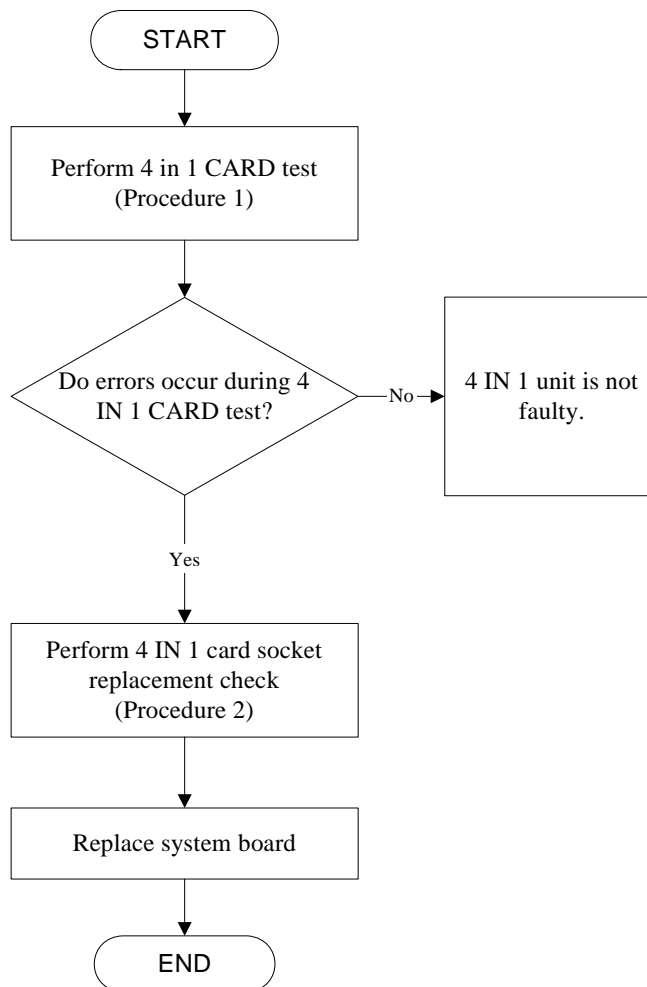 START
Perform 4 in 1 CARD test
(Procedure 1)
Do errors occur during 4
IN 1 CARD test?
No
4 IN 1 unit is not
faulty.
Yes
Perform 4 IN 1 card socket
replacement check
(Procedure 2)
Replace system board
END